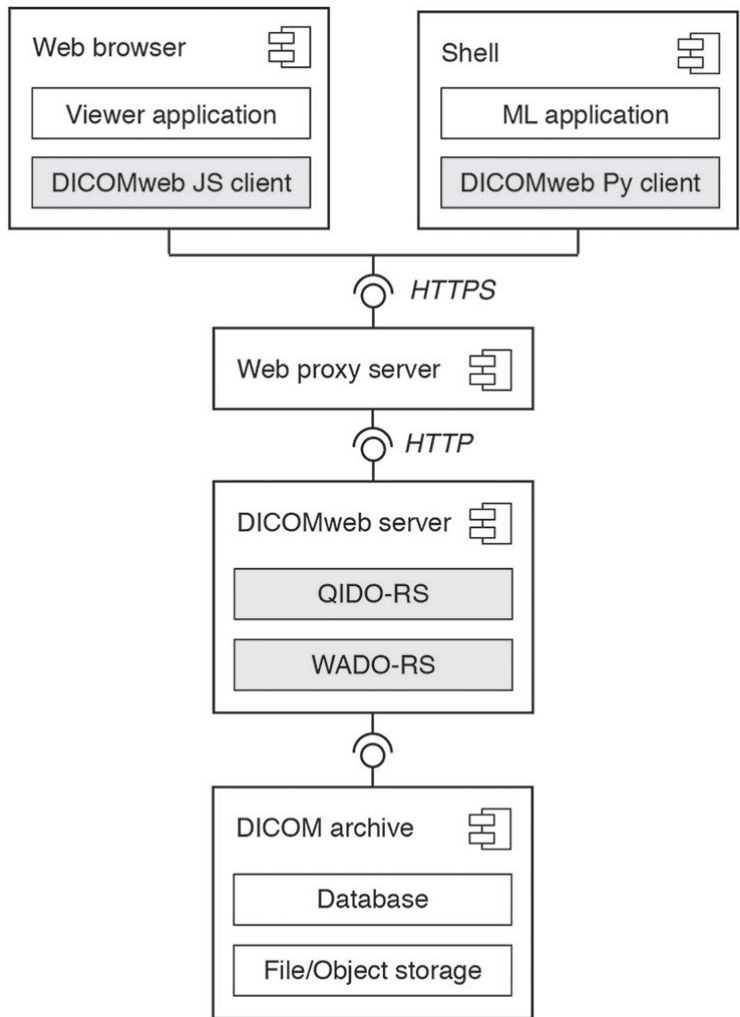 Web browser
Viewer application
DICOMweb JS client
Shell
ML application
DICOMweb Py client
HTTPS
Web proxy server
HTTP
DICOMweb server
QIDO-RS
WADO-RS
DICOM archive
Database
File/Object storage